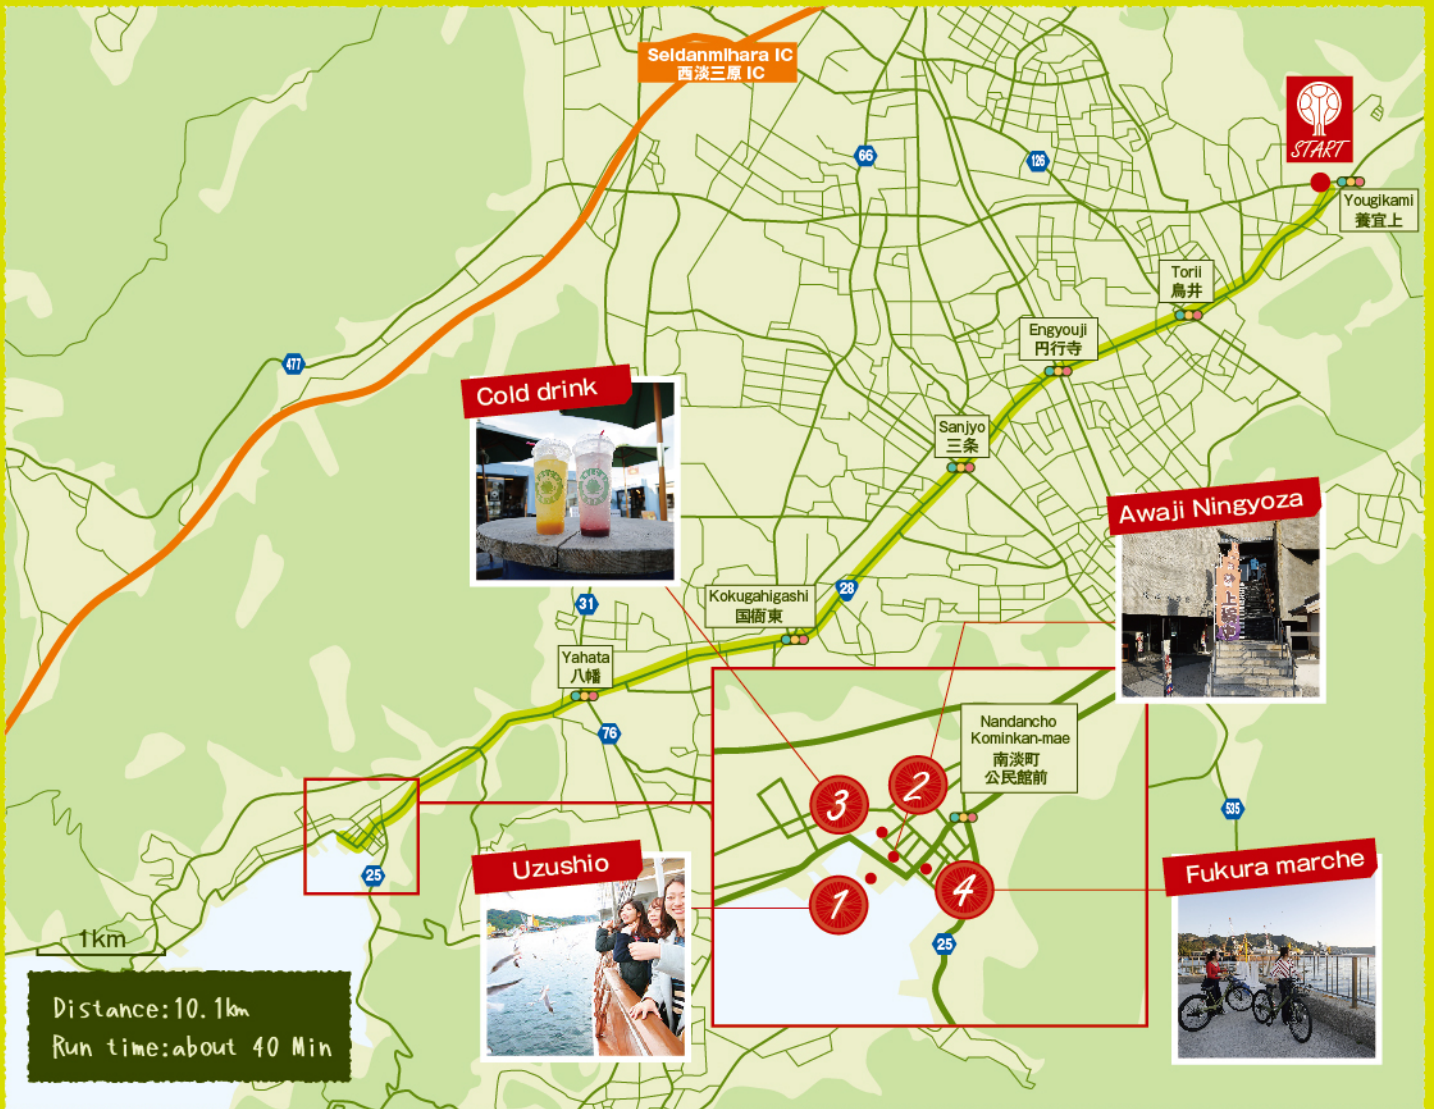 Seidanmihara IC
西淡三原 IC
START
66
126
Yougikami
養宜上
Torii
鳥井
Engyouji
円行寺
477
Cold drink
Sanjyo
三条
Awaji Ningyoza
Kokugahigashi
国衙東
28
31
Yahata
八幡
76
Nandancho
Kominkan-mae
南淡町
公民館前
2
3
535
Uzushio
Fukura marche
25
1
4
25
1km
Distance:10.1km
Run time:about 40 Min